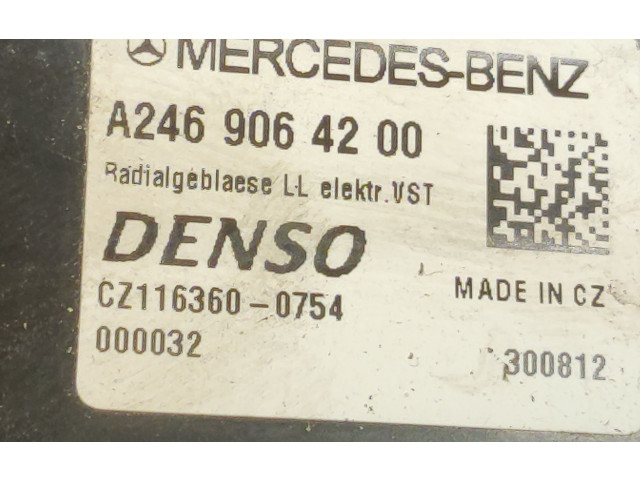 MERCEDES-BENZ
A246 906 42 00
Radialgeblaese LL elektr.VST
DENSO
CZ116360-0754
MADE IN CZ
000032
300812